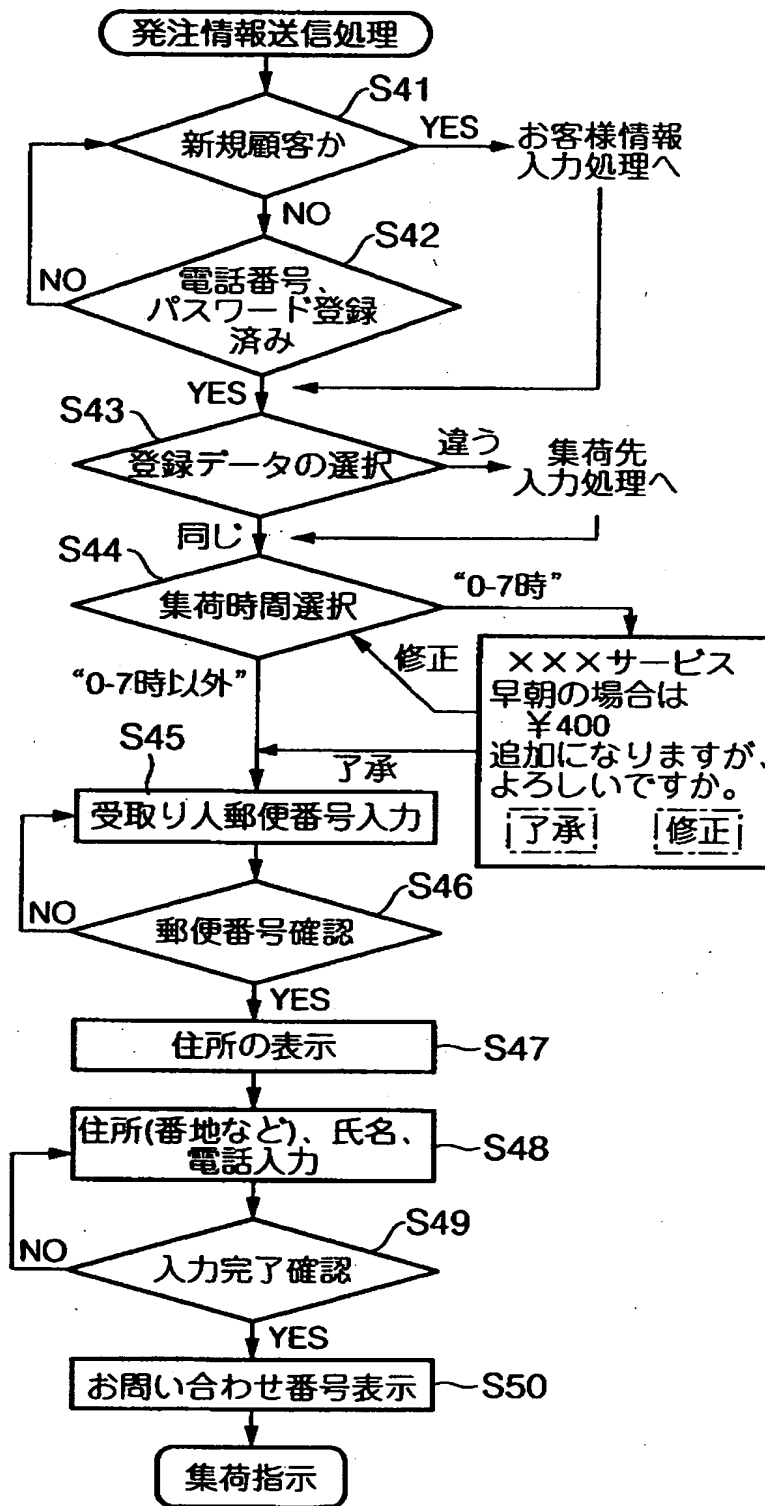 発注情報送信処理
S41
新規顧客か
YES
お客様情報
入力処理へ
NO
S42
NO
電話番号、
パスワード登録
済み
YES
S43
登録データの選択
違う
集荷先
入力処理へ
同じ
S44
集荷時間選択
“0-7時”
修正
“0-7時以外”
×××サービス
早朝の場合は
¥400
追加になりますが、
よろしいですか。
了承 修正
了承
S45
受取り人郵便番号入力
S46
NO
郵便番号確認
YES
住所の表示
S47
住所(番地など)、氏名、
電話入力
S48
S49
NO
入力完了確認
YES
お問い合わせ番号表示
S50
集荷指示